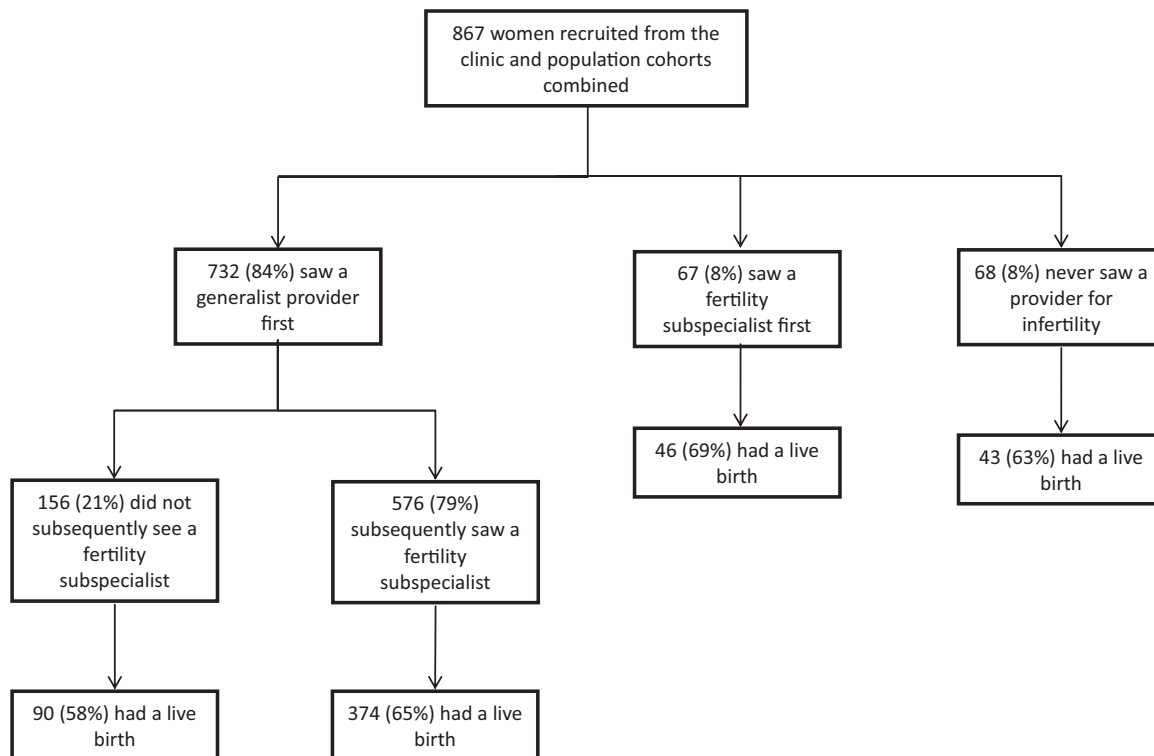 867 women recruited from the
clinic and population cohorts
combined
732 (84%) saw a
generalist provider
first
67 (8%) saw a
fertility
subspecialist first
68 (8%) never saw a
provider for
infertility
46 (69%) had a live
birth
43 (63%) had a live
birth
156 (21%) did not
subsequently see a
fertility
subspecialist
576 (79%)
subsequently saw a
fertility
subspecialist
90 (58%) had a live
birth
374 (65%) had a live
birth